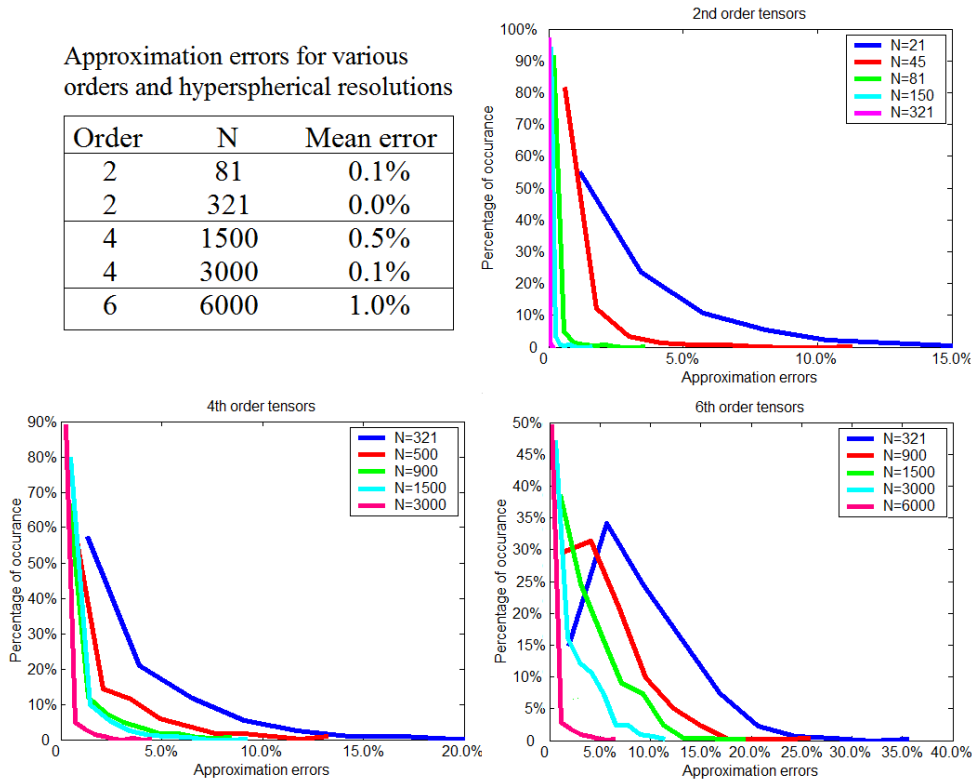 Approximation errors for various
orders and hyperspherical resolutions
Order N Mean error
2 81 0.1%
2 321 0.0%
4 1500 0.5%
4 3000 0.1%
6 6000 1.0%
2nd order tensors
100%
90%
80%
70%
60%
50%
40%
30%
20%
10%
0
Percentage of occurance
N=21
N=45
N=81
N=150
N=321
0 5.0% 10.0% 15.0%
Approximation errors
4th order tensors
90%
80%
70%
60%
50%
40%
30%
20%
10%
0
Percentage of occurance
N=321
N=500
N=900
N=1500
N=3000
0 5.0% 10.0% 15.0% 20.0%
Approximation errors
6th order tensors
50%
45%
40%
35%
30%
25%
20%
15%
10%
5%
0
Percentage of occurance
N=321
N=900
N=1500
N=3000
N=6000
0 5.0% 10.0% 15.0% 20.0% 25.0% 30.0% 35.0% 40.0%
Approximation errors